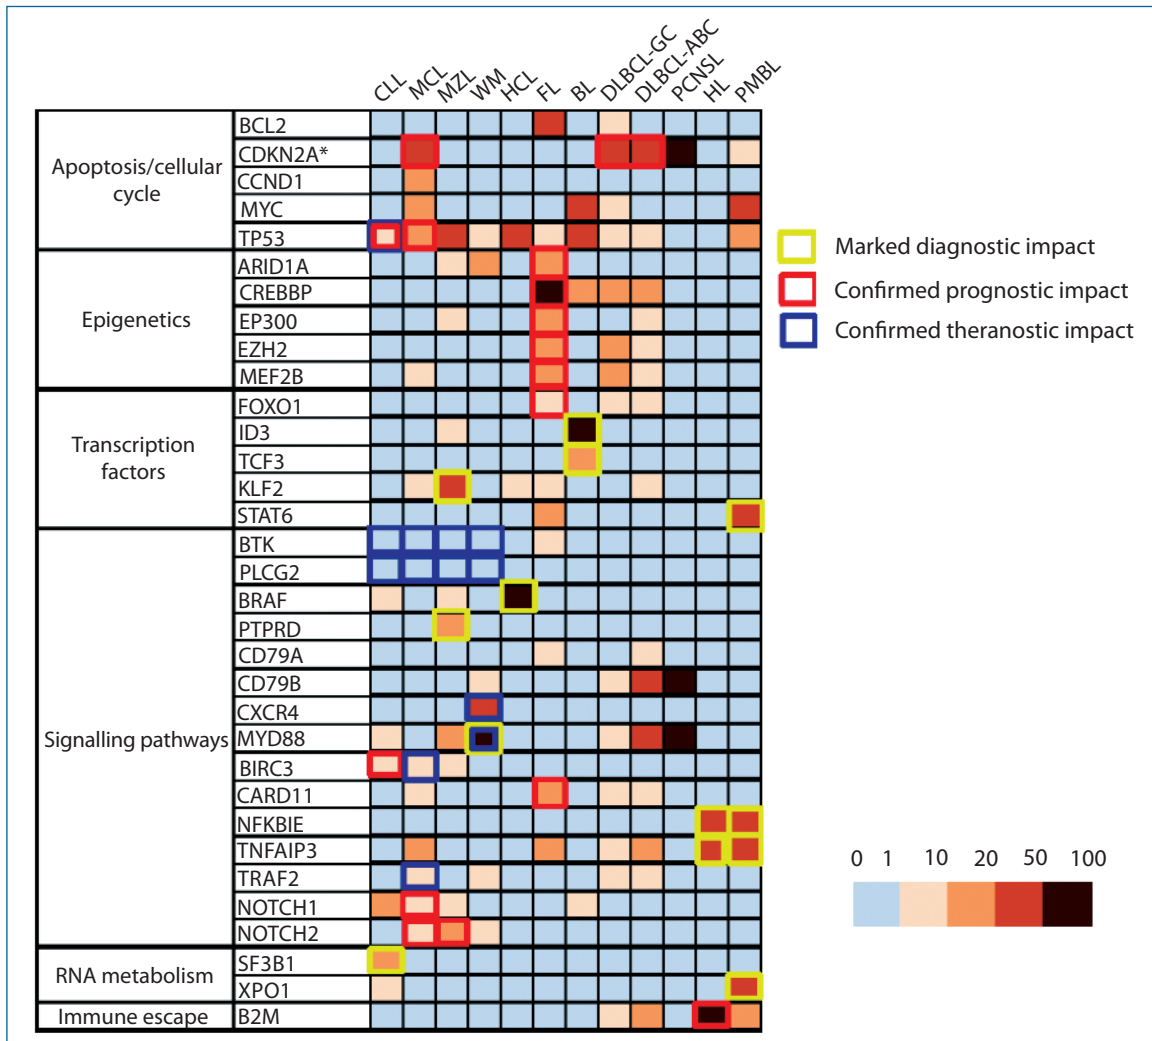 CLL MCL MZL WM HCL FL BL DLBCL-GC DLBCL-ABC PCNSL HL PMBL
Apoptosis/cellular
cycle
BCL2
CDKN2A*
CCND1
MYC
TP53
Epigenetics
ARID1A
CREBBP
EP300
EZH2
MEF2B
Transcription
factors
FOXO1
ID3
TCF3
KLF2
STAT6
Signalling pathways
BTK
PLCG2
BRAF
PTPRD
CD79A
CD79B
CXCR4
MYD88
BIRC3
CARD11
NFKBIE
TNFAIP3
TRAF2
NOTCH1
NOTCH2
RNA metabolism
SF3B1
XPO1
Immune escape
B2M
Marked diagnostic impact
Confirmed prognostic impact
Confirmed theranostic impact
0 1 10 20 50 100